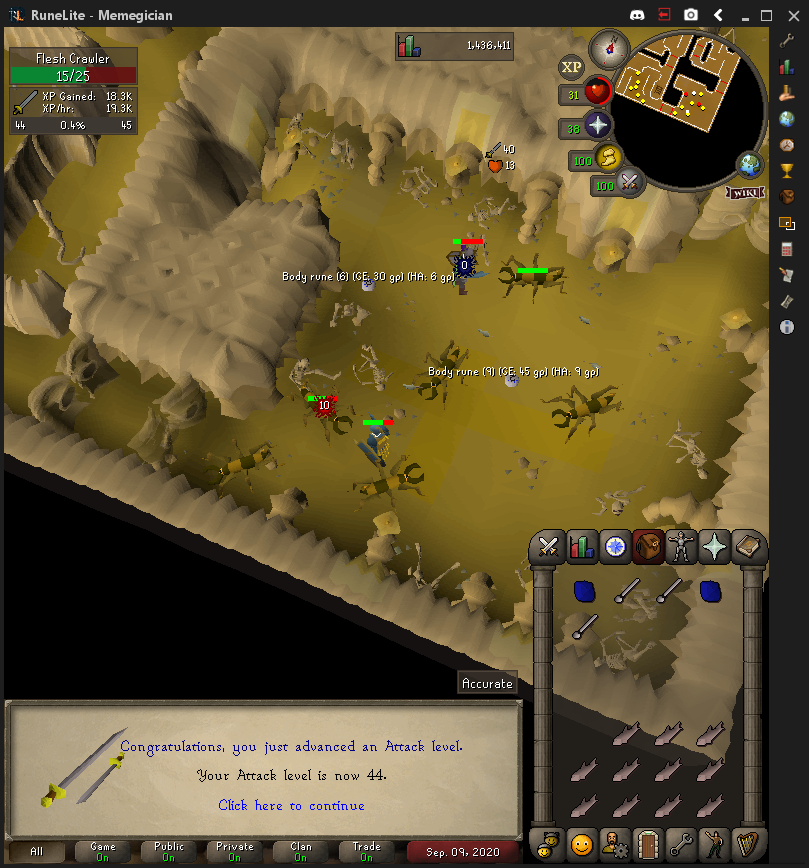 RuneLite - Memegician
Flesh Crawler
15/25
XP Gained: 18.3K
XP/hr: 19.3K
44 0.4% 45
1,436,411
XP
31
38
100
100
WIKI
40
13
0
Body rune (6) (GE: 30 gp) (HA: 6 gp)
Body rune (9) (GE: 45 gp) (HA: 9 gp)
10
Accurate
Congratulations, you just advanced an Attack level.
Your Attack level is now 44.
Click here to continue
All
Game
On
Public
On
Private
On
Clan
On
Trade
On
Sep. 09, 2020